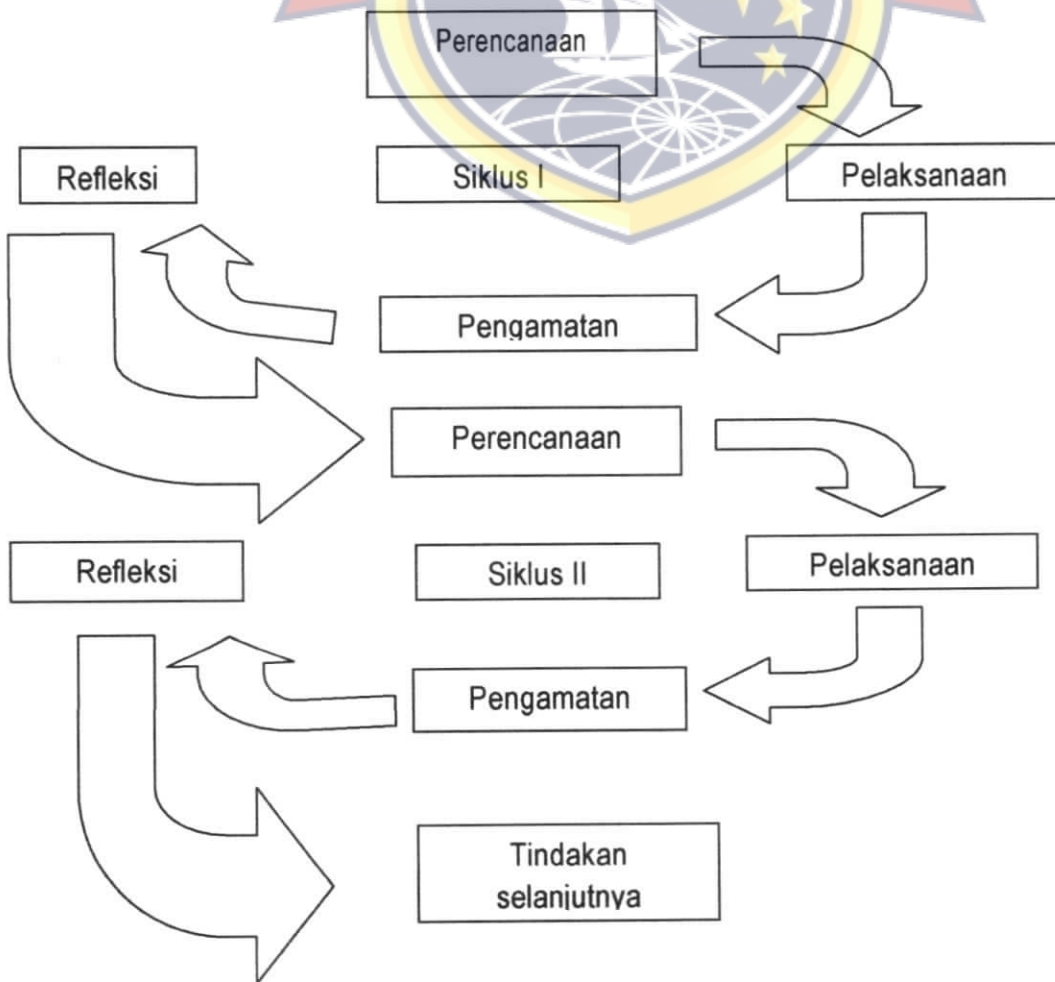 Perencanaan
Refleksi
Siklus I
Pelaksanaan
Pengamatan
Perencanaan
Refleksi
Siklus II
Pelaksanaan
Pengamatan
Tindakan
selanjutnya